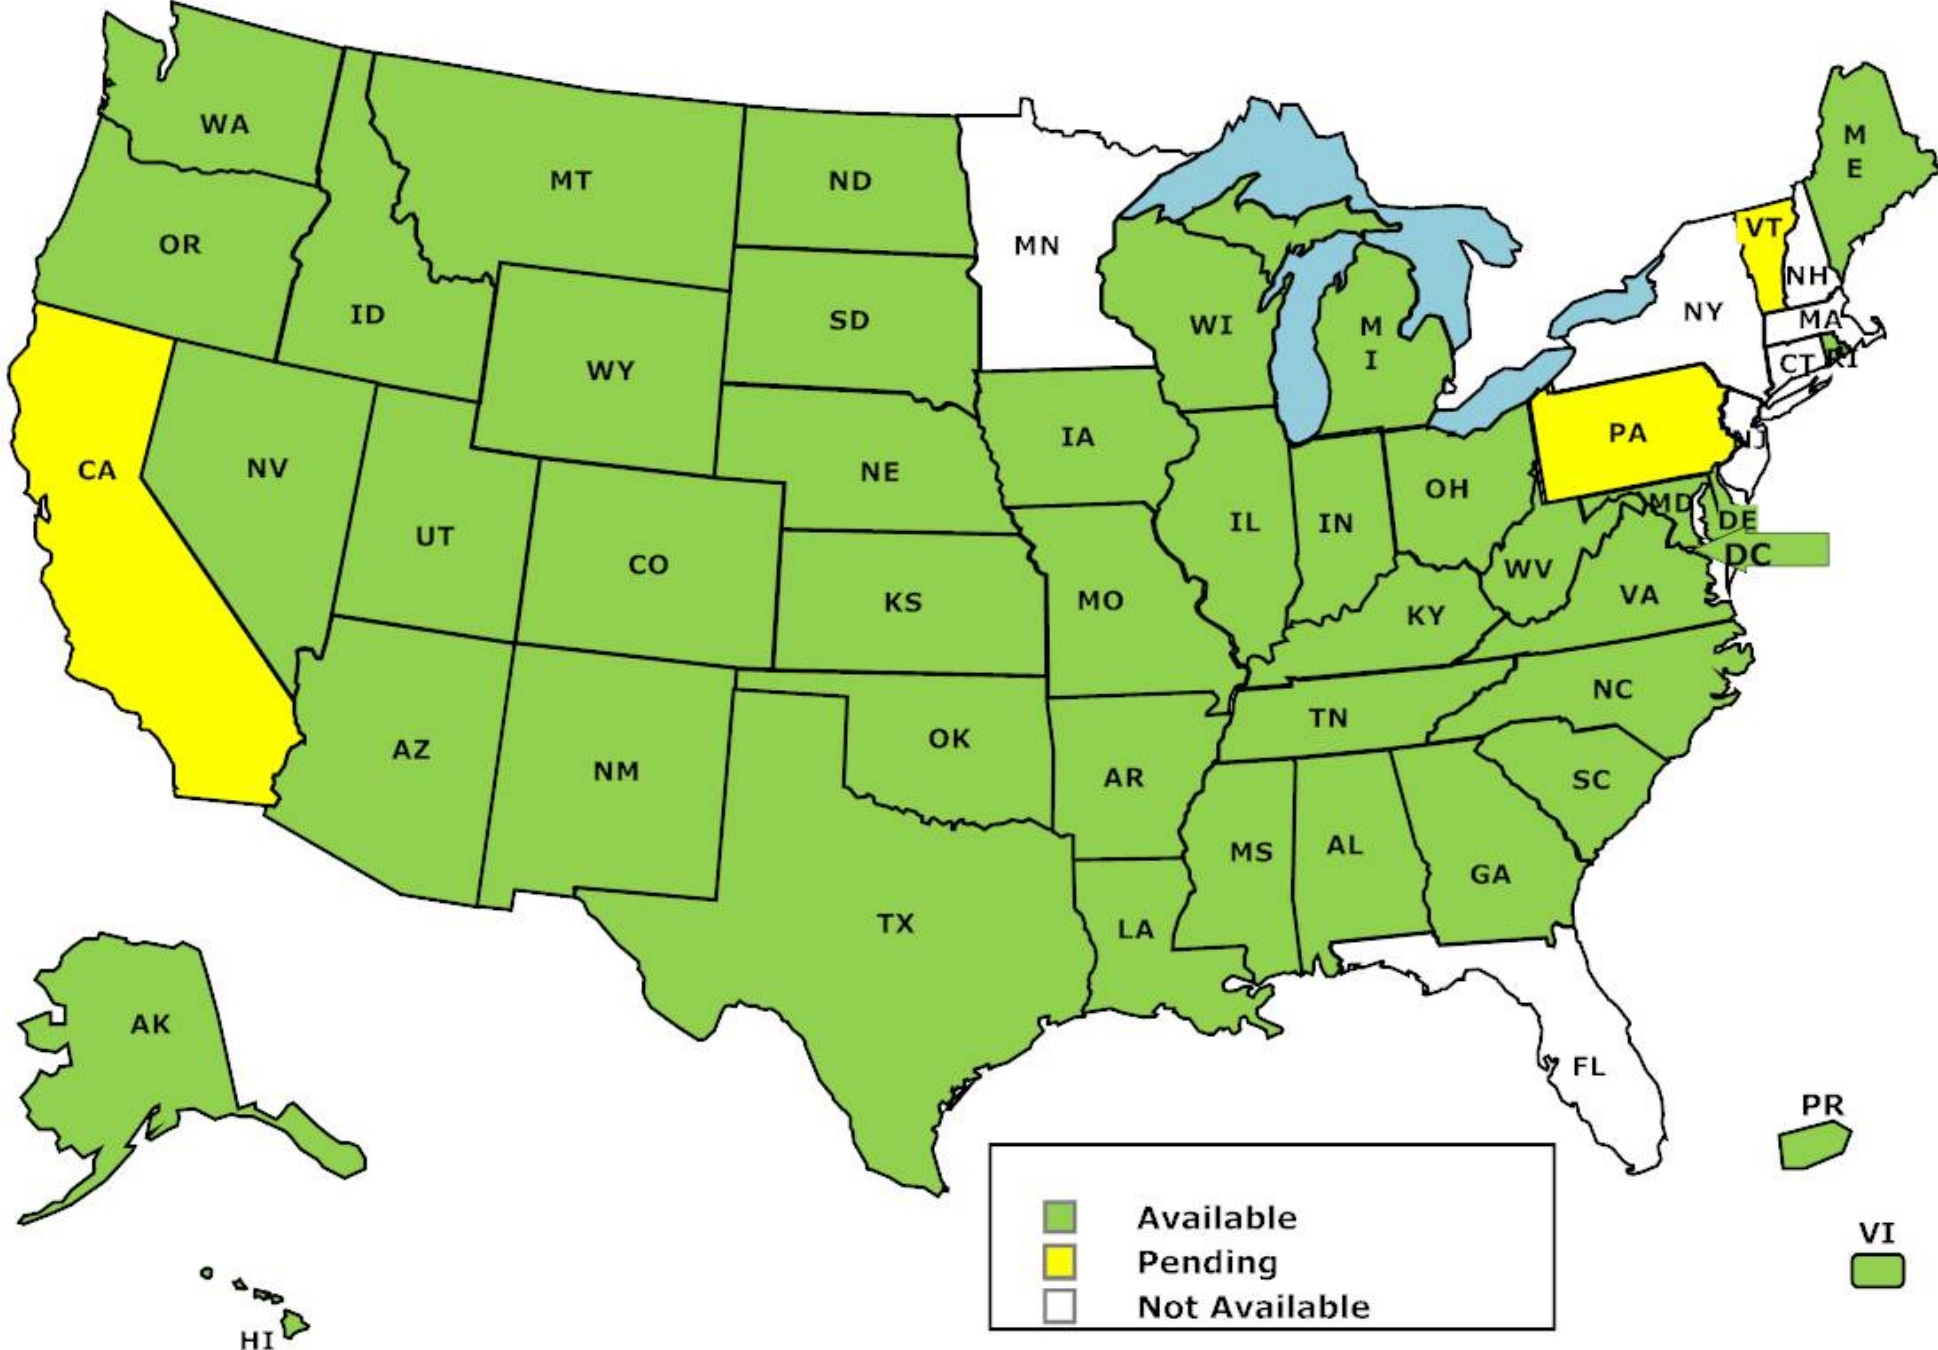 WA
MT
ND
MN
M
E
OR
ID
SD
WI
M
I
VT
NH
NY
MA
WY
CT
RI
CA
NV
NE
IA
PA
NJ
UT
CO
IL
IN
OH
MD
DE
DC
WV
VA
KS
MO
KY
NC
TN
AZ
NM
OK
AR
SC
MS
AL
GA
TX
LA
AK
FL
PR
VI
HI
Available
Pending
Not Available